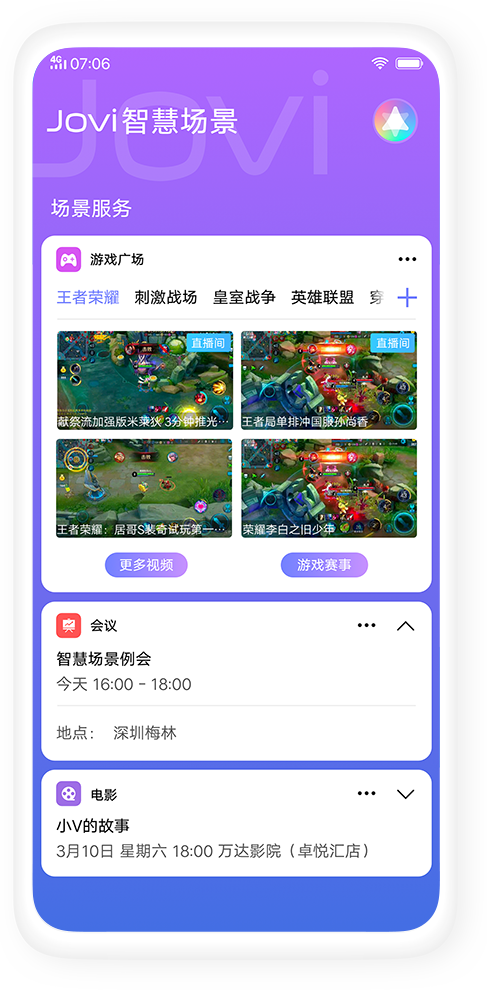 4G 07:06
Jovi
Jovi智慧场景
场景服务
游戏广场
王者荣耀 刺激战场 皇室战争 英雄联盟 穿
直播间 直播间
献祭流加强版米莱狄 3分钟推光… 王者局单排冲国服孙尚香
王者荣耀：居哥S裴奇试玩第一… 荣耀李白之旧少年
更多视频 游戏赛事
会议
智慧场景例会
今天 16:00 - 18:00
地点： 深圳梅林
电影
小V的故事
3月10日 星期六 18:00 万达影院（卓悦汇店）